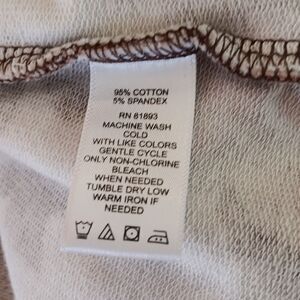 95% COTTON
5% SPANDEX
RN 81893
MACHINE WASH
COLD
WITH LIKE COLORS
GENTLE CYCLE
ONLY NON-CHLORINE
BLEACH
WHEN NEEDED
TUMBLE DRY LOW
WARM IRON IF
NEEDED